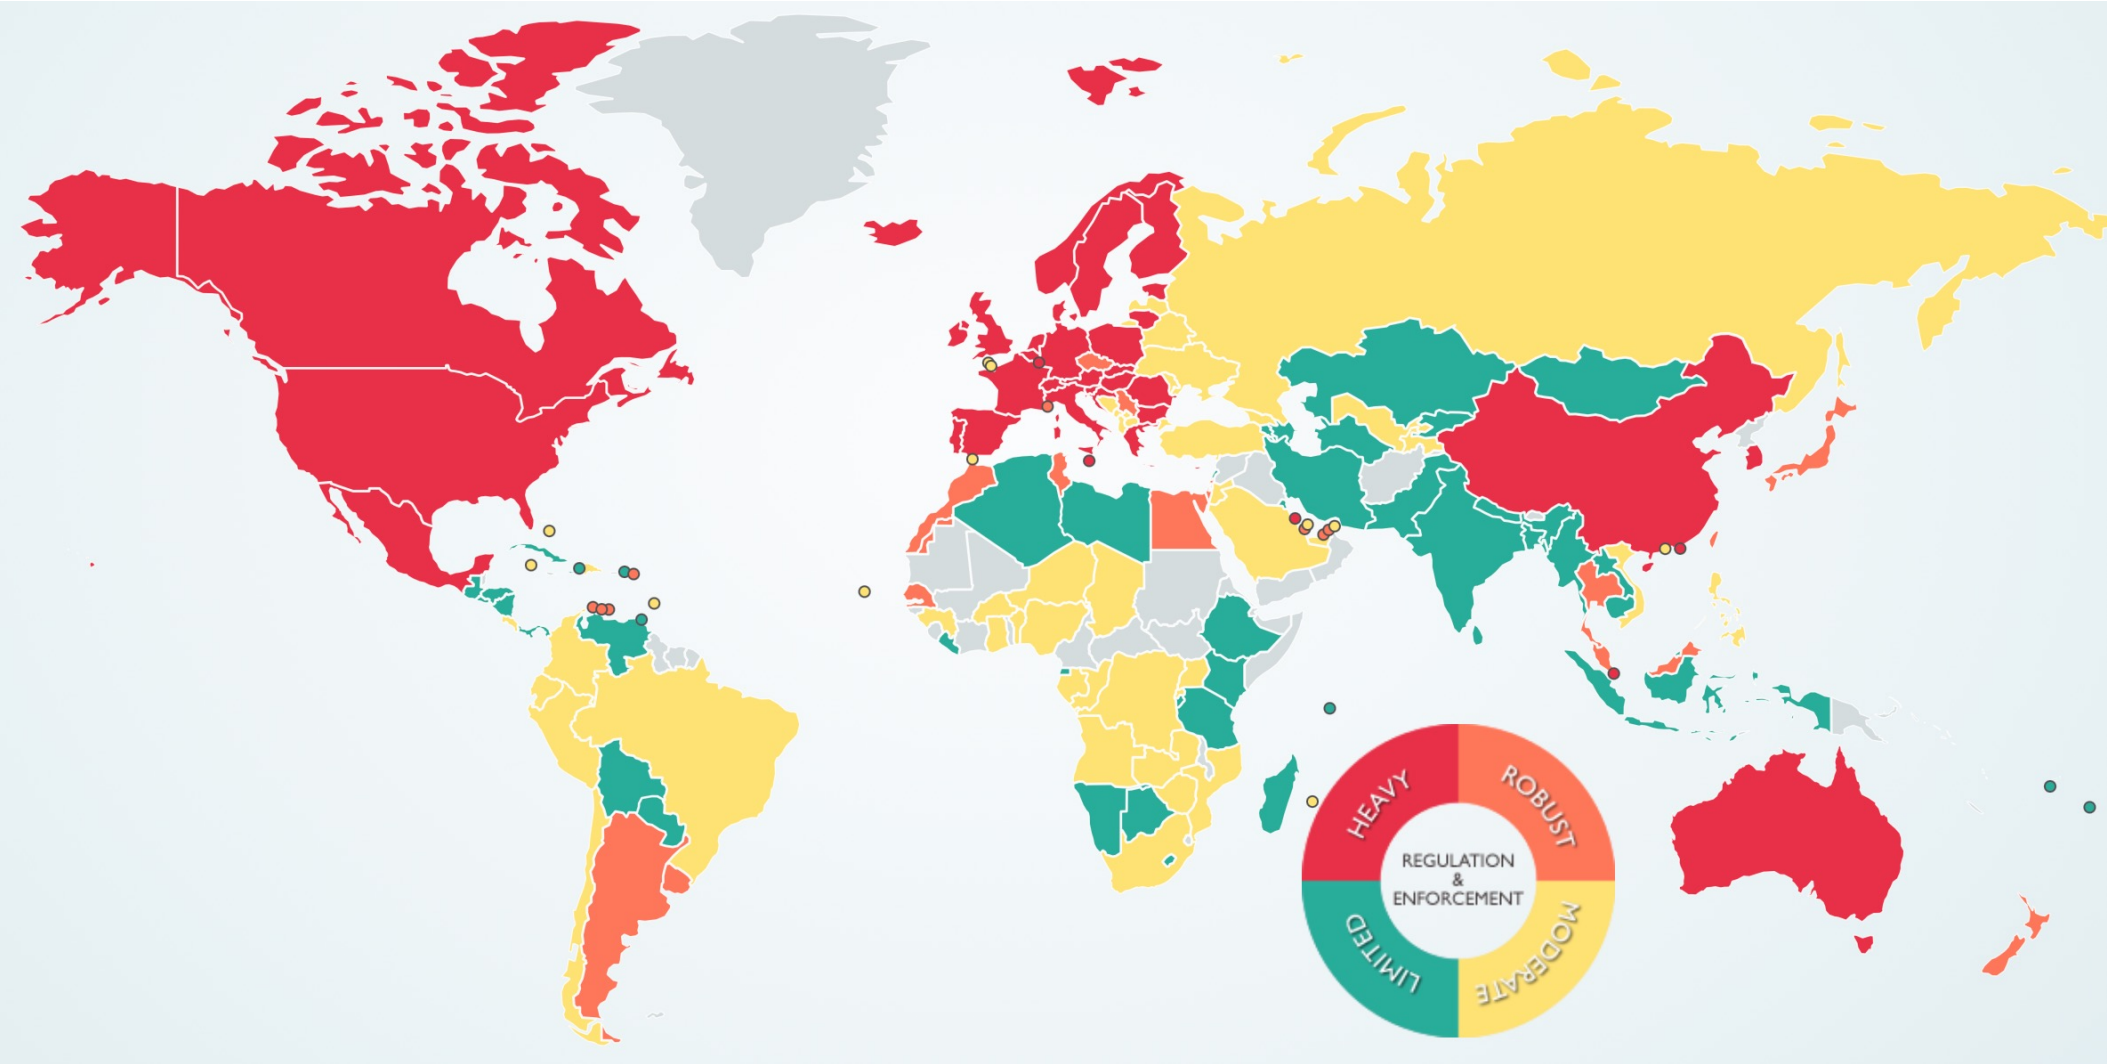 HEAVY
ROBUST
REGULATION
&
ENFORCEMENT
LIMITED
MODERATE